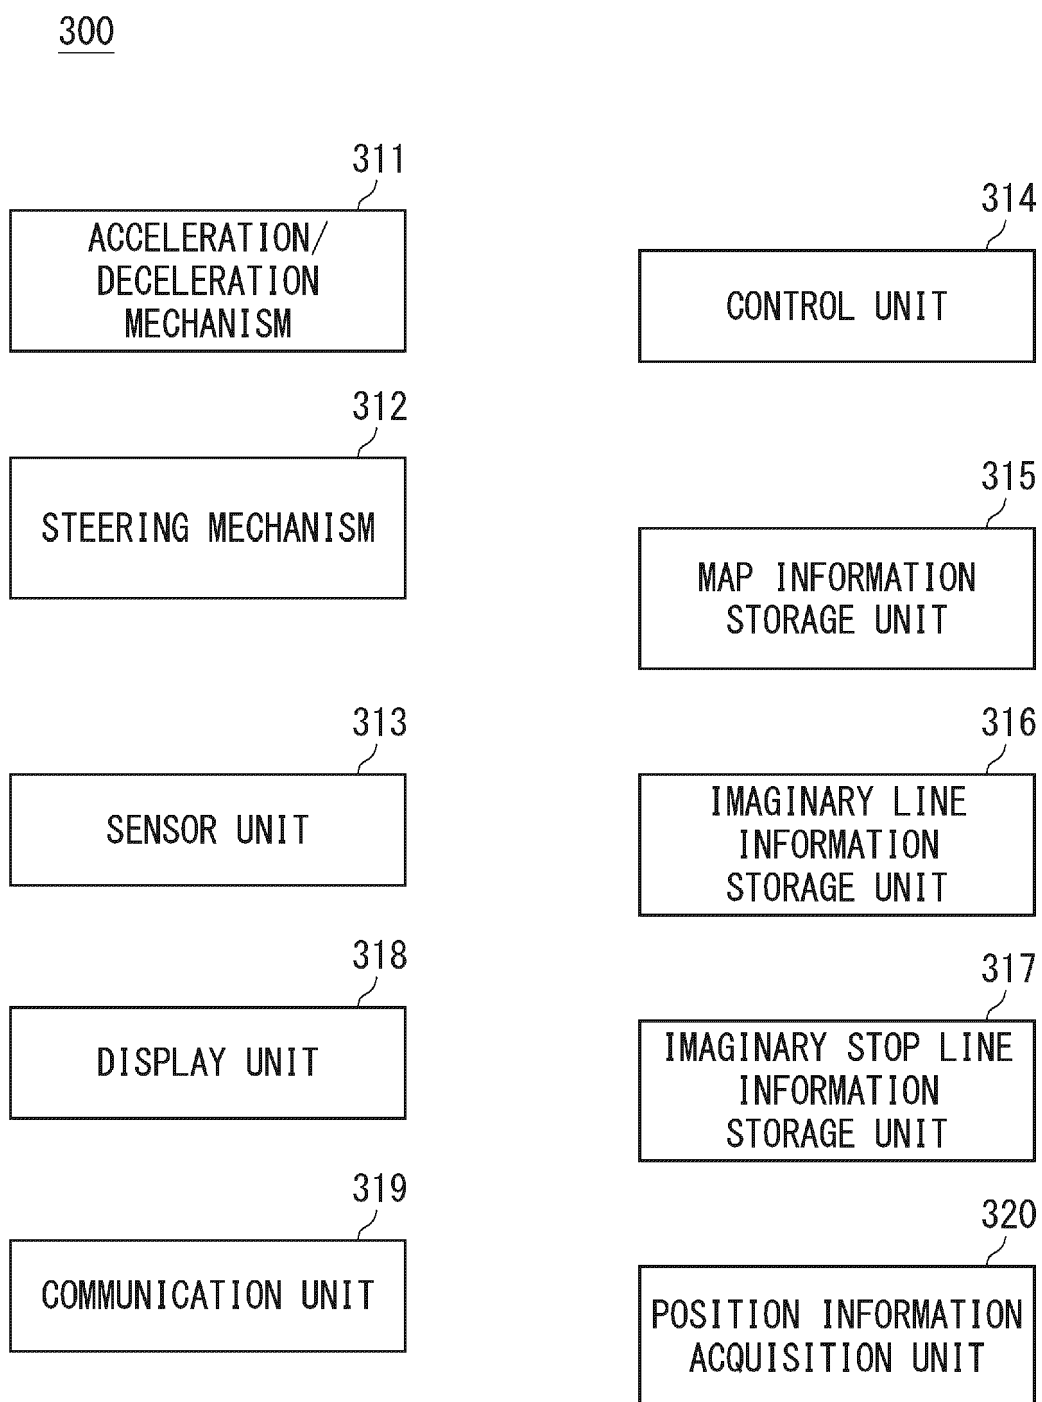 300
311
ACCELERATION/
DECELERATION
MECHANISM
312
STEERING MECHANISM
313
SENSOR UNIT
318
DISPLAY UNIT
319
COMMUNICATION UNIT
314
CONTROL UNIT
315
MAP INFORMATION
STORAGE UNIT
316
IMAGINARY LINE
INFORMATION
STORAGE UNIT
317
IMAGINARY STOP LINE
INFORMATION
STORAGE UNIT
320
POSITION INFORMATION
ACQUISITION UNIT